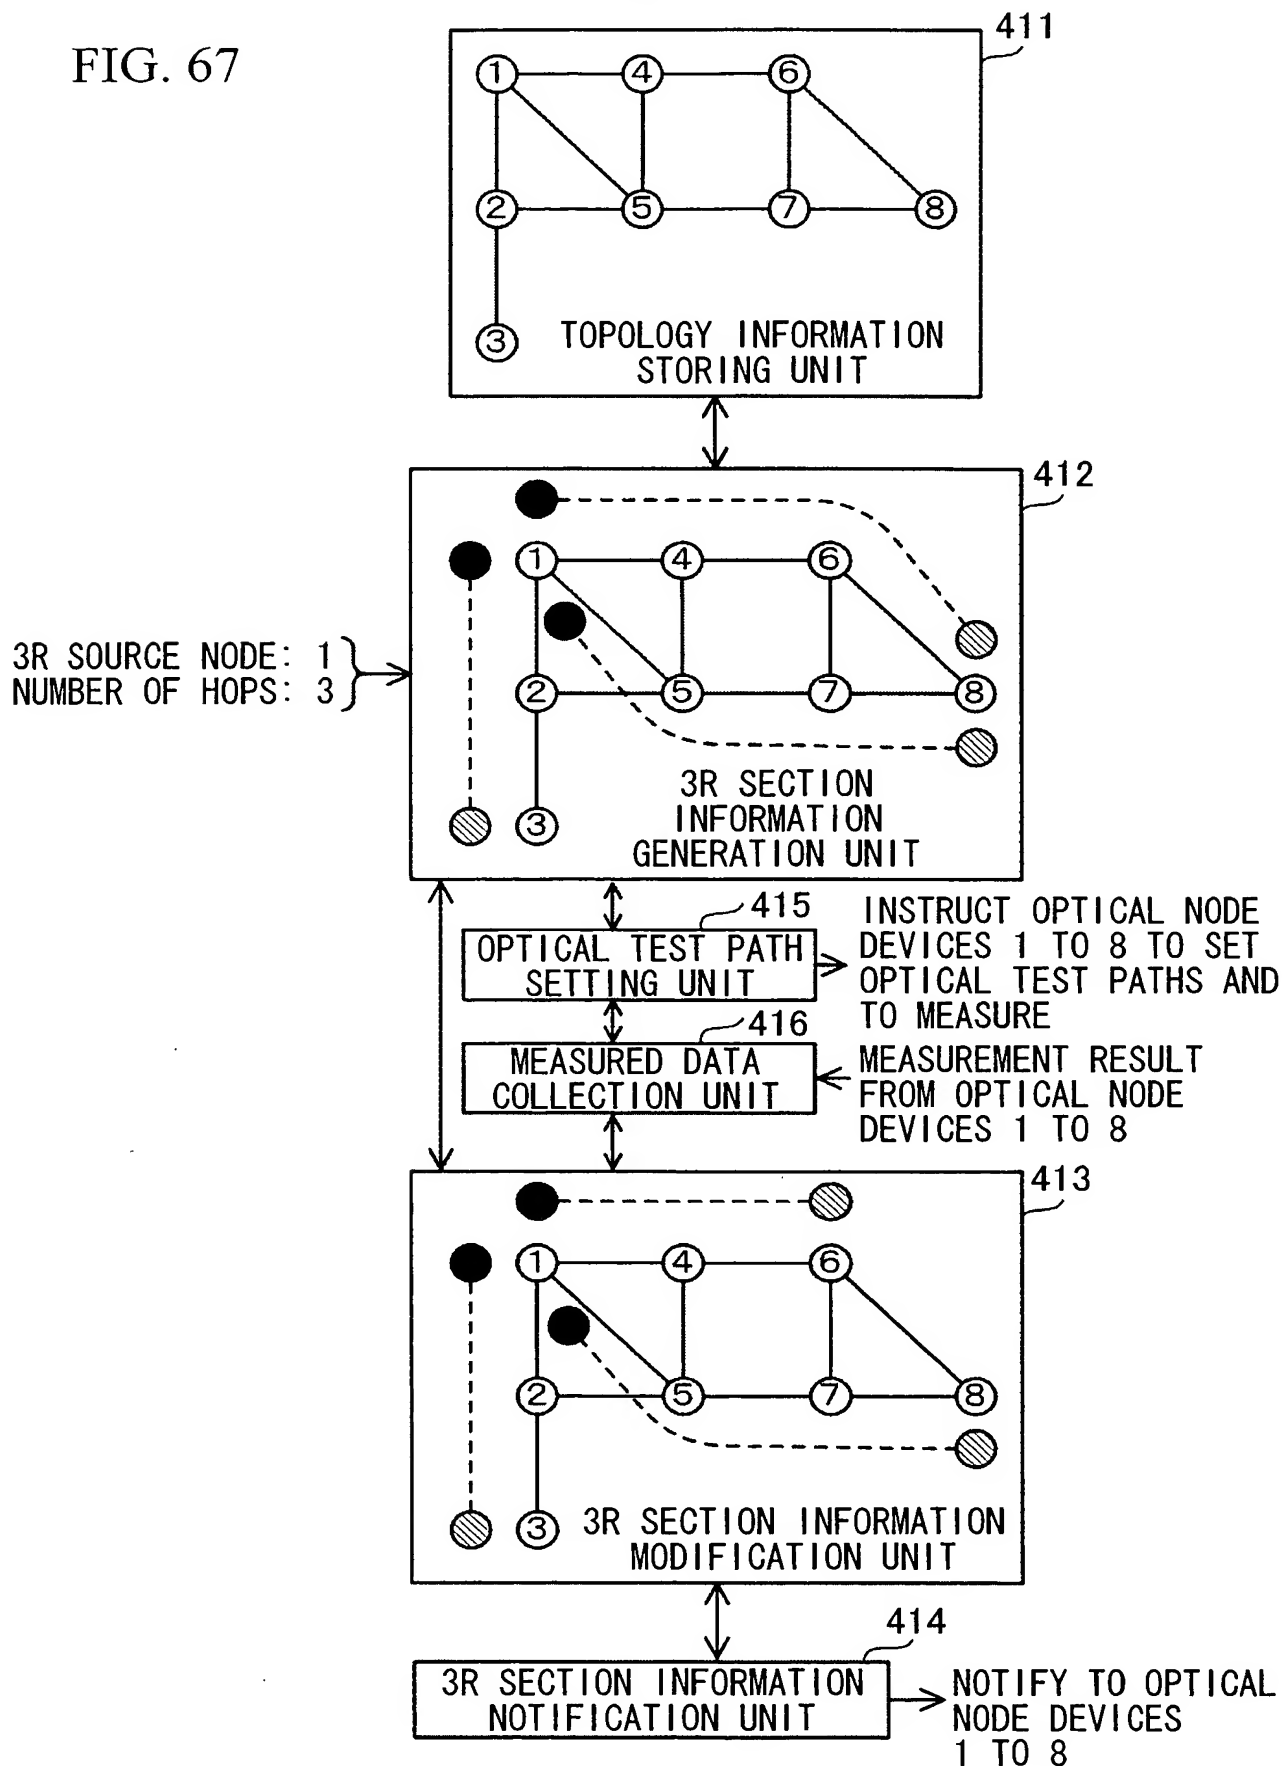 FIG. 67
411
① ④ ⑥
② ⑤ ⑦ ⑧
③
TOPOLOGY INFORMATION
STORING UNIT
412
① ④ ⑥
② ⑤ ⑦ ⑧
③
3R SOURCE NODE: 1
NUMBER OF HOPS: 3
3R SECTION
INFORMATION
GENERATION UNIT
415
OPTICAL TEST PATH
SETTING UNIT
INSTRUCT OPTICAL NODE
DEVICES 1 TO 8 TO SET
OPTICAL TEST PATHS AND
TO MEASURE
416
MEASURED DATA
COLLECTION UNIT
MEASUREMENT RESULT
FROM OPTICAL NODE
DEVICES 1 TO 8
413
① ④ ⑥
② ⑤ ⑦ ⑧
③
3R SECTION INFORMATION
MODIFICATION UNIT
414
3R SECTION INFORMATION
NOTIFICATION UNIT
NOTIFY TO OPTICAL
NODE DEVICES
1 TO 8